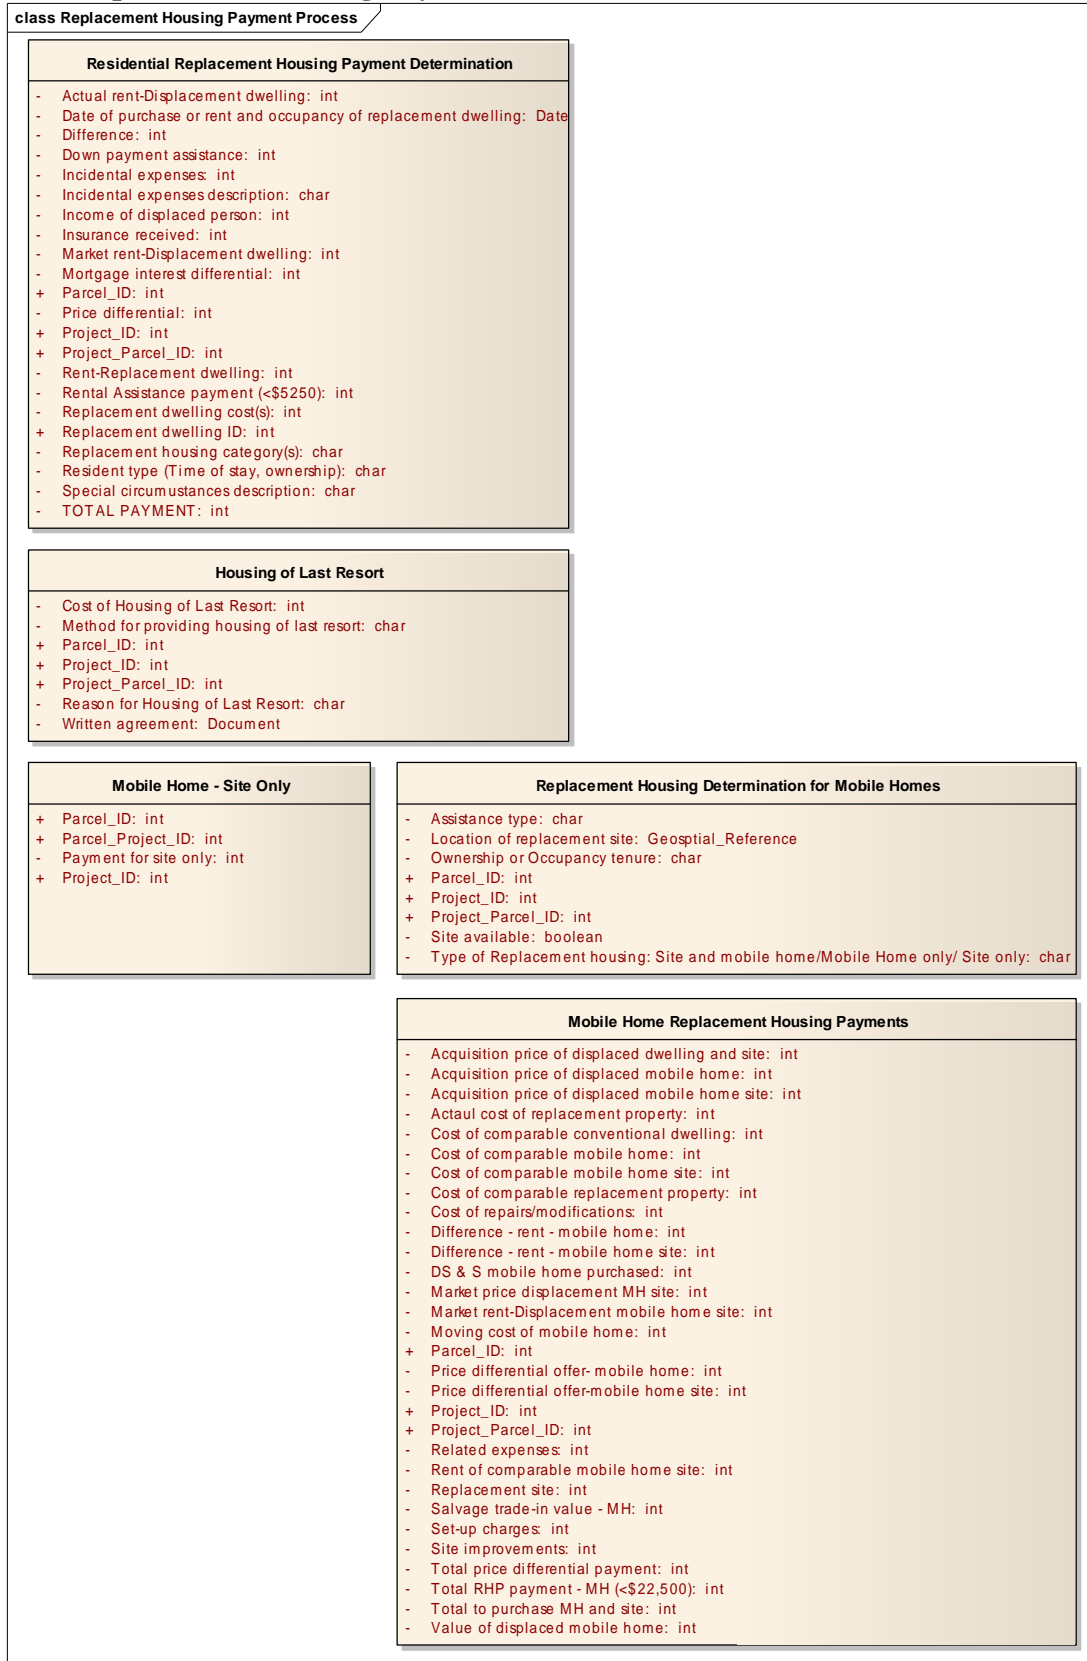 class Replacement Housing Payment Process
Residential Replacement Housing Payment Determination
- Actual rent-Displacement dwelling: int
- Date of purchase or rent and occupancy of replacement dwelling: Date
- Difference: int
- Down payment assistance: int
- Incidental expenses: int
- Incidental expenses description: char
- Income of displaced person: int
- Insurance received: int
- Market rent-Displacement dwelling: int
- Mortgage interest differential: int
+ Parcel_ID: int
- Price differential: int
+ Project_ID: int
+ Project_Parcel_ID: int
- Rent-Replacement dwelling: int
- Rental Assistance payment (<$5250): int
- Replacement dwelling cost(s): int
+ Replacement dwelling ID: int
- Replacement housing category(s): char
- Resident type (Time of stay, ownership): char
- Special circumustances description: char
- TOTAL PAYMENT: int
Housing of Last Resort
- Cost of Housing of Last Resort: int
- Method for providing housing of last resort: char
+ Parcel_ID: int
+ Project_ID: int
+ Project_Parcel_ID: int
- Reason for Housing of Last Resort: char
- Written agreement: Document
Mobile Home - Site Only
+ Parcel_ID: int
+ Parcel_Project_ID: int
- Payment for site only: int
+ Project_ID: int
Replacement Housing Determination for Mobile Homes
- Assistance type: char
- Location of replacement site: Geosptial_Reference
- Ownership or Occupancy tenure: char
+ Parcel_ID: int
+ Project_ID: int
+ Project_Parcel_ID: int
- Site available: boolean
- Type of Replacement housing: Site and mobile home/Mobile Home only/ Site only: char
Mobile Home Replacement Housing Payments
- Acquisition price of displaced dwelling and site: int
- Acquisition price of displaced mobile home: int
- Acquisition price of displaced mobile home site: int
- Actaul cost of replacement property: int
- Cost of comparable conventional dwelling: int
- Cost of comparable mobile home: int
- Cost of comparable mobile home site: int
- Cost of comparable replacement property: int
- Cost of repairs/modifications: int
- Difference - rent - mobile home: int
- Difference - rent - mobile home site: int
- DS & S mobile home purchased: int
- Market price displacement MH site: int
- Market rent-Displacement mobile home site: int
- Moving cost of mobile home: int
+ Parcel_ID: int
- Price differential offer- mobile home: int
- Price differential offer-mobile home site: int
+ Project_ID: int
+ Project_Parcel_ID: int
- Related expenses: int
- Rent of comparable mobile home site: int
- Replacement site: int
- Salvage trade-in value - MH: int
- Set-up charges: int
- Site improvements: int
- Total price differential payment: int
- Total RHP payment - MH (<$22,500): int
- Total to purchase MH and site: int
- Value of displaced mobile home: int